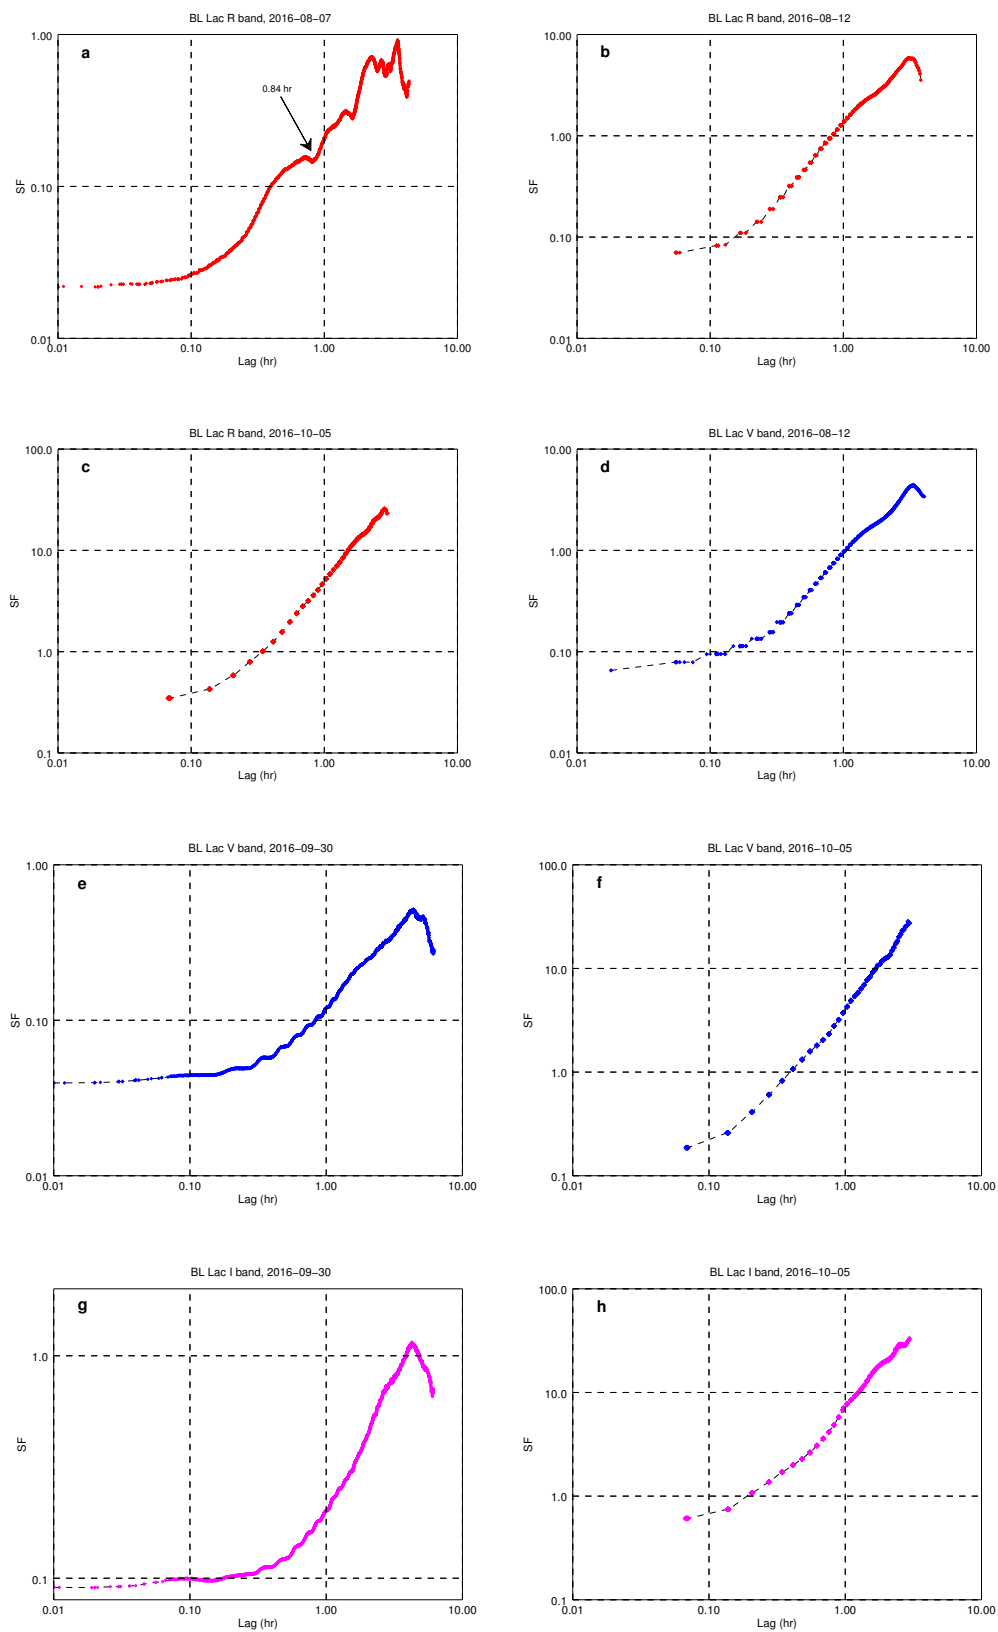 BL Lac R band, 2016−08−07
a
0.84 hr
SF
1.00
0.10
0.01
0.01 0.10 1.00 10.00
Lag (hr)
BL Lac R band, 2016−08−12
b
SF
10.00
1.00
0.10
0.01
0.01 0.10 1.00 10.00
Lag (hr)
BL Lac R band, 2016−10−05
c
SF
100.0
10.0
1.0
0.1
0.01 0.10 1.00 10.00
Lag (hr)
BL Lac V band, 2016−08−12
d
SF
10.00
1.00
0.10
0.01
0.01 0.10 1.00 10.00
Lag (hr)
BL Lac V band, 2016−09−30
e
SF
1.00
0.10
0.01
0.01 0.10 1.00 10.00
Lag (hr)
BL Lac V band, 2016−10−05
f
SF
100.0
10.0
1.0
0.1
0.01 0.10 1.00 10.00
Lag (hr)
BL Lac I band, 2016−09−30
g
SF
1.0
0.1
0.01 0.10 1.00 10.00
Lag (hr)
BL Lac I band, 2016−10−05
h
SF
100.0
10.0
1.0
0.1
0.01 0.10 1.00 10.00
Lag (hr)